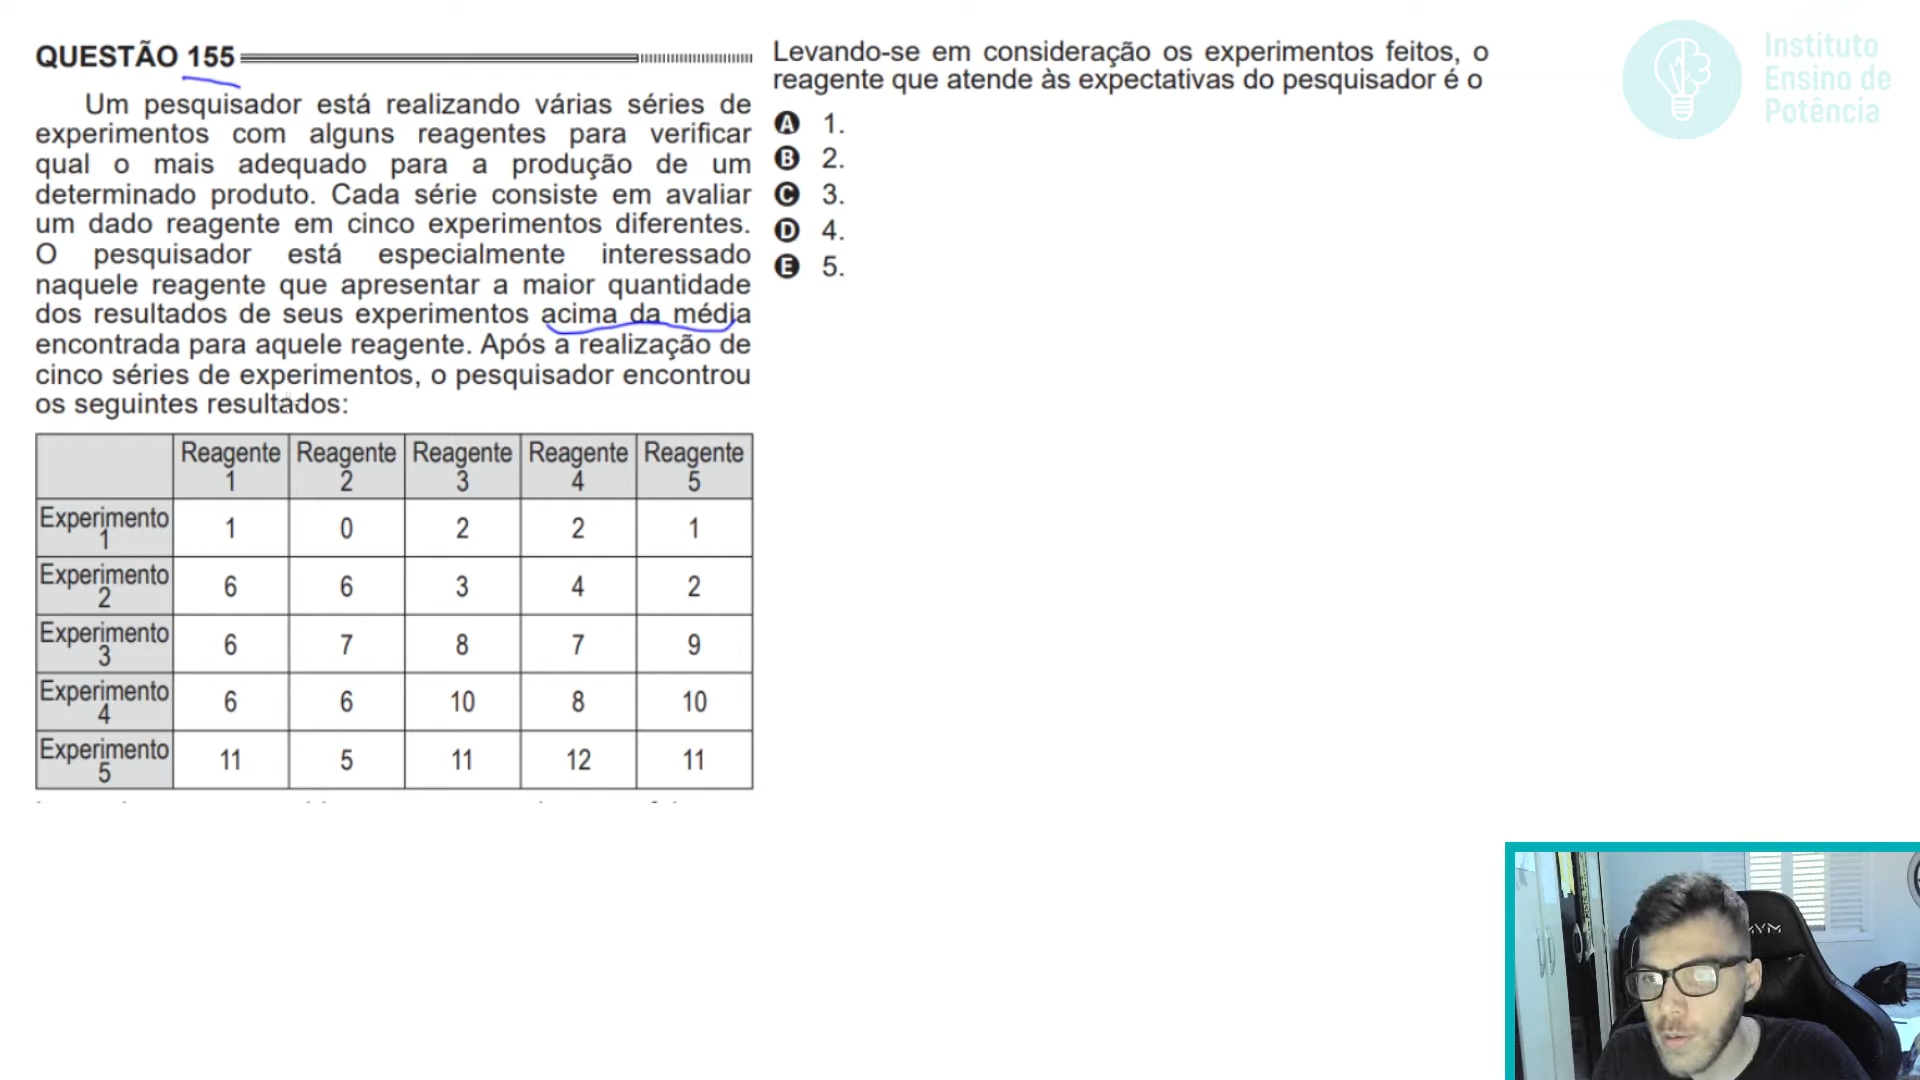 QUESTÃO 155
Um pesquisador está realizando várias séries de
experimentos com alguns reagentes para verificar
qual o mais adequado para a produção de um
determinado produto. Cada série consiste em avaliar
um dado reagente em cinco experimentos diferentes.
O pesquisador está especialmente interessado
naquele reagente que apresentar a maior quantidade
dos resultados de seus experimentos acima da média
encontrada para aquele reagente. Após a realização de
cinco séries de experimentos, o pesquisador encontrou
os seguintes resultados:
Reagente 1 Reagente 2 Reagente 3 Reagente 4 Reagente 5
Experimento 1 1 0 2 2 1
Experimento 2 6 6 3 4 2
Experimento 3 6 7 8 7 9
Experimento 4 6 6 10 8 10
Experimento 5 11 5 11 12 11
Levando-se em consideração os experimentos feitos, o
reagente que atende às expectativas do pesquisador é o
A 1.
B 2.
C 3.
D 4.
E 5.
Instituto
Ensino de
Potência